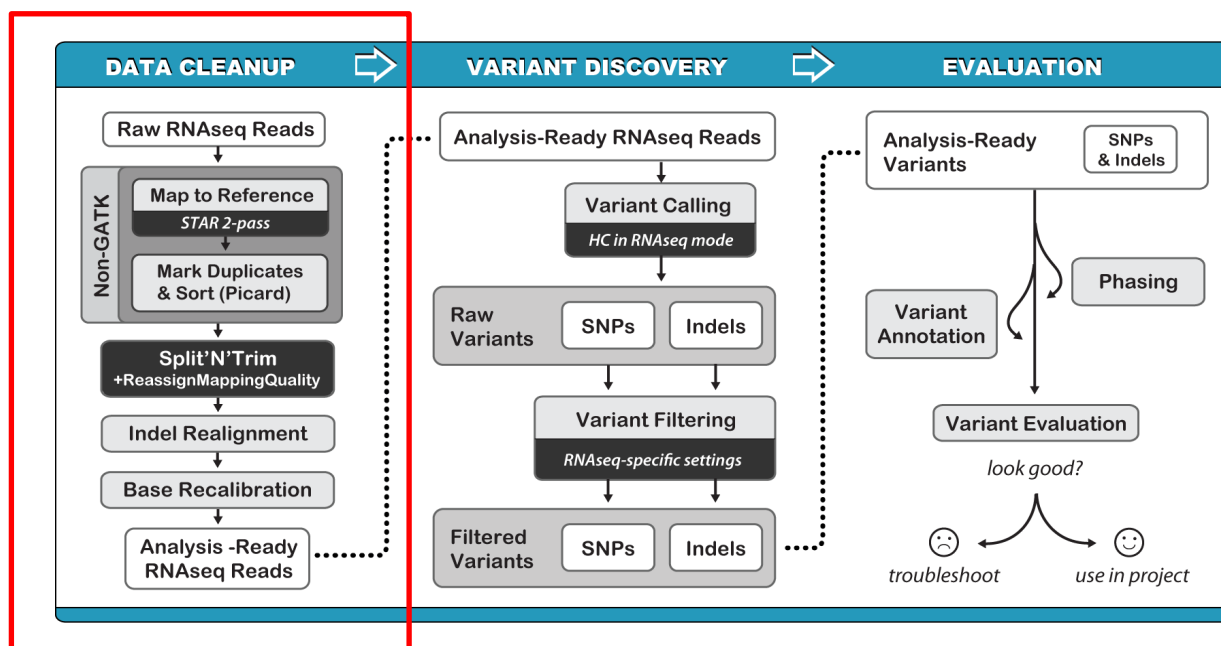 DATA CLEANUP
Raw RNAseq Reads
Non-GATK
Map to Reference
STAR 2-pass
Mark Duplicates
& Sort (Picard)
Split'N'Trim
+ReassignMappingQuality
Indel Realignment
Base Recalibration
Analysis -Ready
RNAseq Reads
VARIANT DISCOVERY
Analysis-Ready RNAseq Reads
Variant Calling
HC in RNAseq mode
Raw
Variants
SNPs
Indels
Variant Filtering
RNAseq-specific settings
Filtered
Variants
SNPs
Indels
EVALUATION
Analysis-Ready
Variants
SNPs
& Indels
Phasing
Variant
Annotation
Variant Evaluation
look good?
troubleshoot
use in project